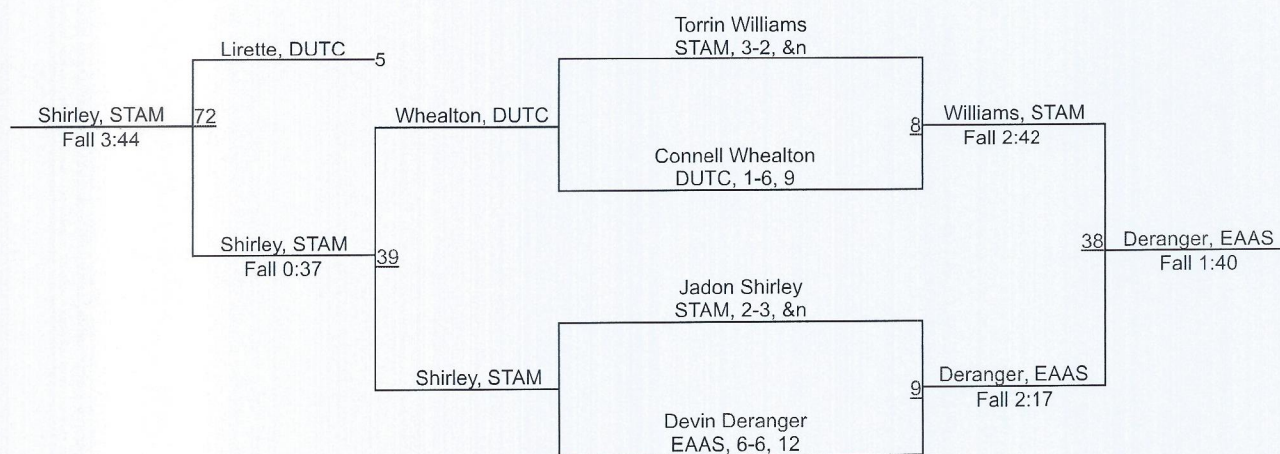 Torrin Williams
STAM, 3-2, &n
Lirette, DUTC
5
Shirley, STAM
72
Fall 3:44
Whealton, DUTC
8
Williams, STAM
Fall 2:42
Connell Whealton
DUTC, 1-6, 9
Shirley, STAM
39
Fall 0:37
38
Deranger, EAAS
Fall 1:40
Jadon Shirley
STAM, 2-3, &n
Shirley, STAM
9
Deranger, EAAS
Fall 2:17
Devin Deranger
EAAS, 6-6, 12